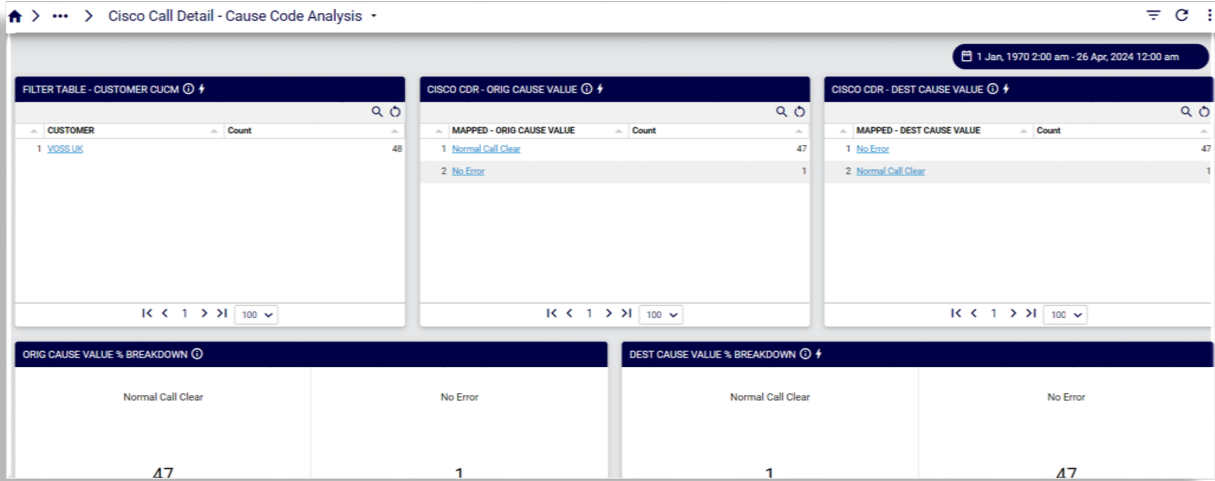 Cisco Call Detail - Cause Code Analysis
1 Jan, 1970 2:00 am - 26 Apr, 2024 12:00 am
FILTER TABLE - CUSTOMER CUCM
CUSTOMER Count
1 VOSS UK 48
1 100
CISCO CDR - ORIG CAUSE VALUE
MAPPED - ORIG CAUSE VALUE Count
1 Normal Call Clear 47
2 No Error 1
1 100
CISCO CDR - DEST CAUSE VALUE
MAPPED - DEST CAUSE VALUE Count
1 No Error 47
2 Normal Call Clear 1
1 100
ORIG CAUSE VALUE % BREAKDOWN
Normal Call Clear No Error
47 1
DEST CAUSE VALUE % BREAKDOWN
Normal Call Clear No Error
1 47